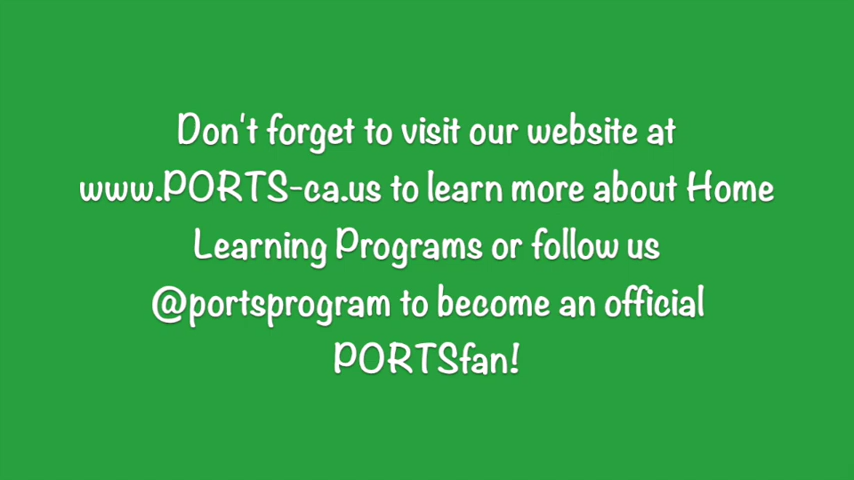 Don't forget to visit our website at
www.PORTS-ca.us to learn more about Home
Learning Programs or follow us
@portsprogram to become an official
PORTSfan!